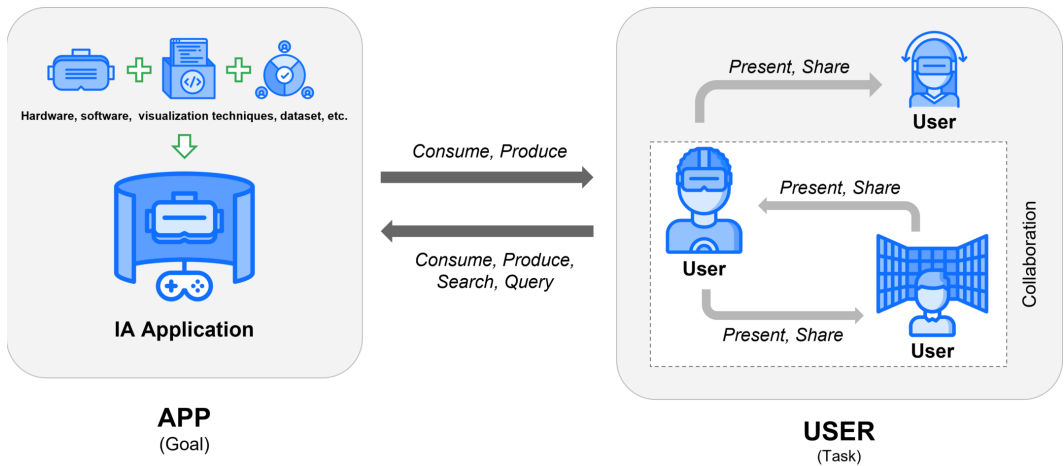 Hardware, software, visualization techniques, dataset, etc.
IA Application
APP
(Goal)
Consume, Produce
Consume, Produce,
Search, Query
Present, Share
User
Present, Share
User
User
Present, Share
Collaboration
USER
(Task)